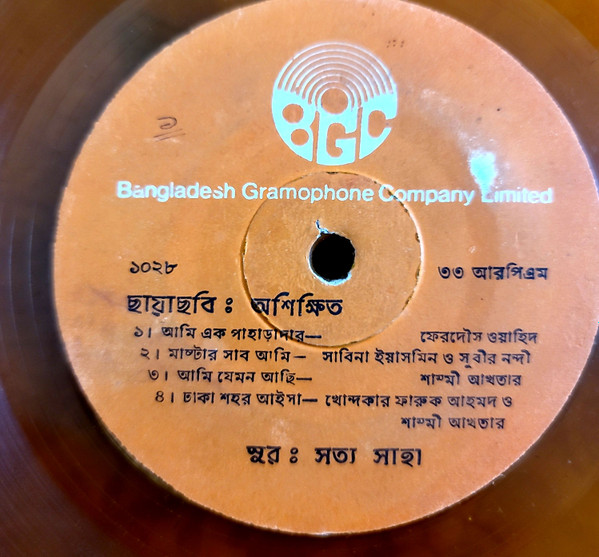 BGC
Bangladesh Gramophone Company Limited
১০২৮ ৩৩ আরপিএম
ছায়াছবি : অশিক্ষিত
১। আমি এক পাহাড়াদার— ফেরদৌস ওয়াহিদ
২। মাস্টার সাব আমি— সাবিনা ইয়াসমিন ও সুবীর নন্দী
৩। আমি যেমন আছি— শাম্মী আখতার
৪। ঢাকা শহর আইসা— খোন্দকার ফারুক আহমদ ও
শাম্মী আখতার
সুর : সত্য সাহা